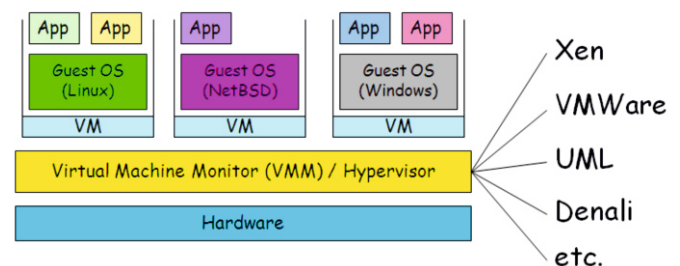 App App App App App
Guest OS
(Linux)
Guest OS
(NetBSD)
Guest OS
(Windows)
VM VM VM
Virtual Machine Monitor (VMM) / Hypervisor
Hardware
Xen
VMWare
UML
Denali
etc.